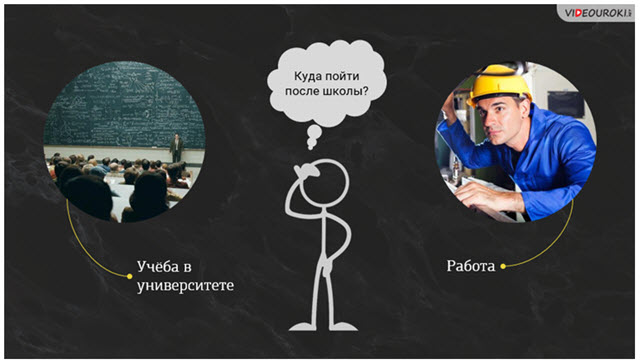 VIDEOUROKI
Куда пойти
после школы?
Учёба в
университете
Работа